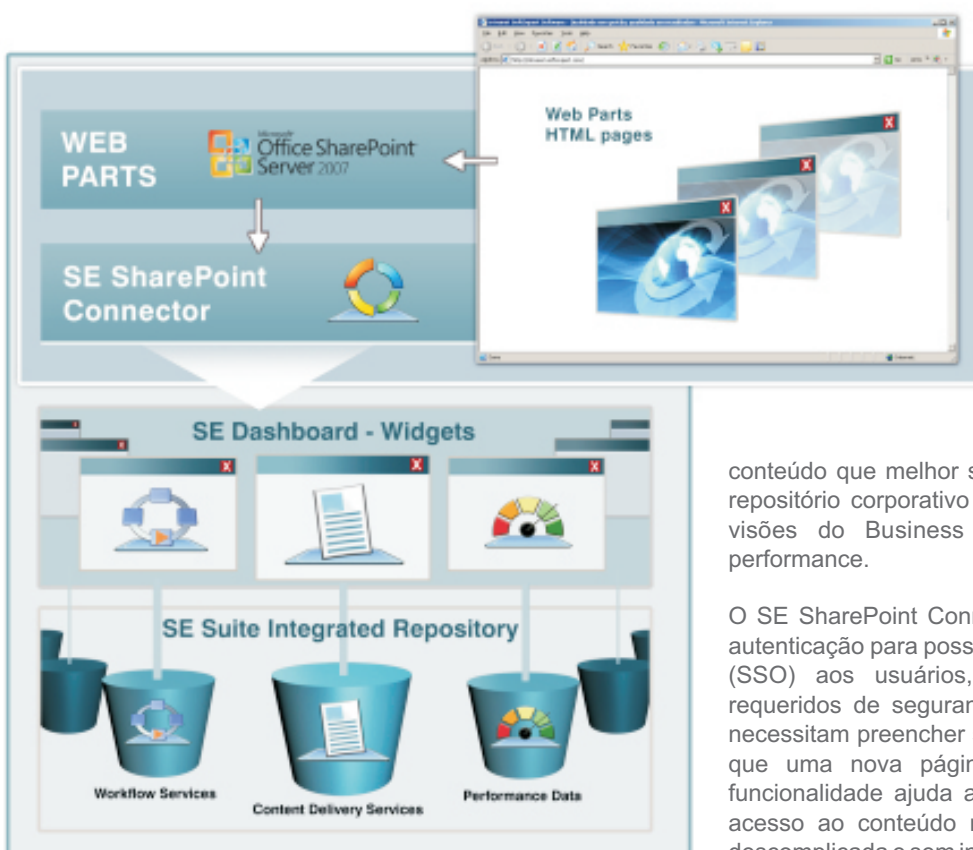 WEB
PARTS
Microsoft
Office SharePoint
Server 2007
Web Parts
HTML pages
SE SharePoint
Connector
SE Dashboard - Widgets
SE Suite Integrated Repository
Workflow Services
Content Delivery Services
Performance Data
conteúdo que melhor s
repositório corporativo
visões do Business
performance.
O SE SharePoint Con
autenticação para poss
(SSO) aos usuários,
requeridos de seguran
necessitam preencher
que uma nova págin
funcionalidade ajuda a
acesso ao conteúdo